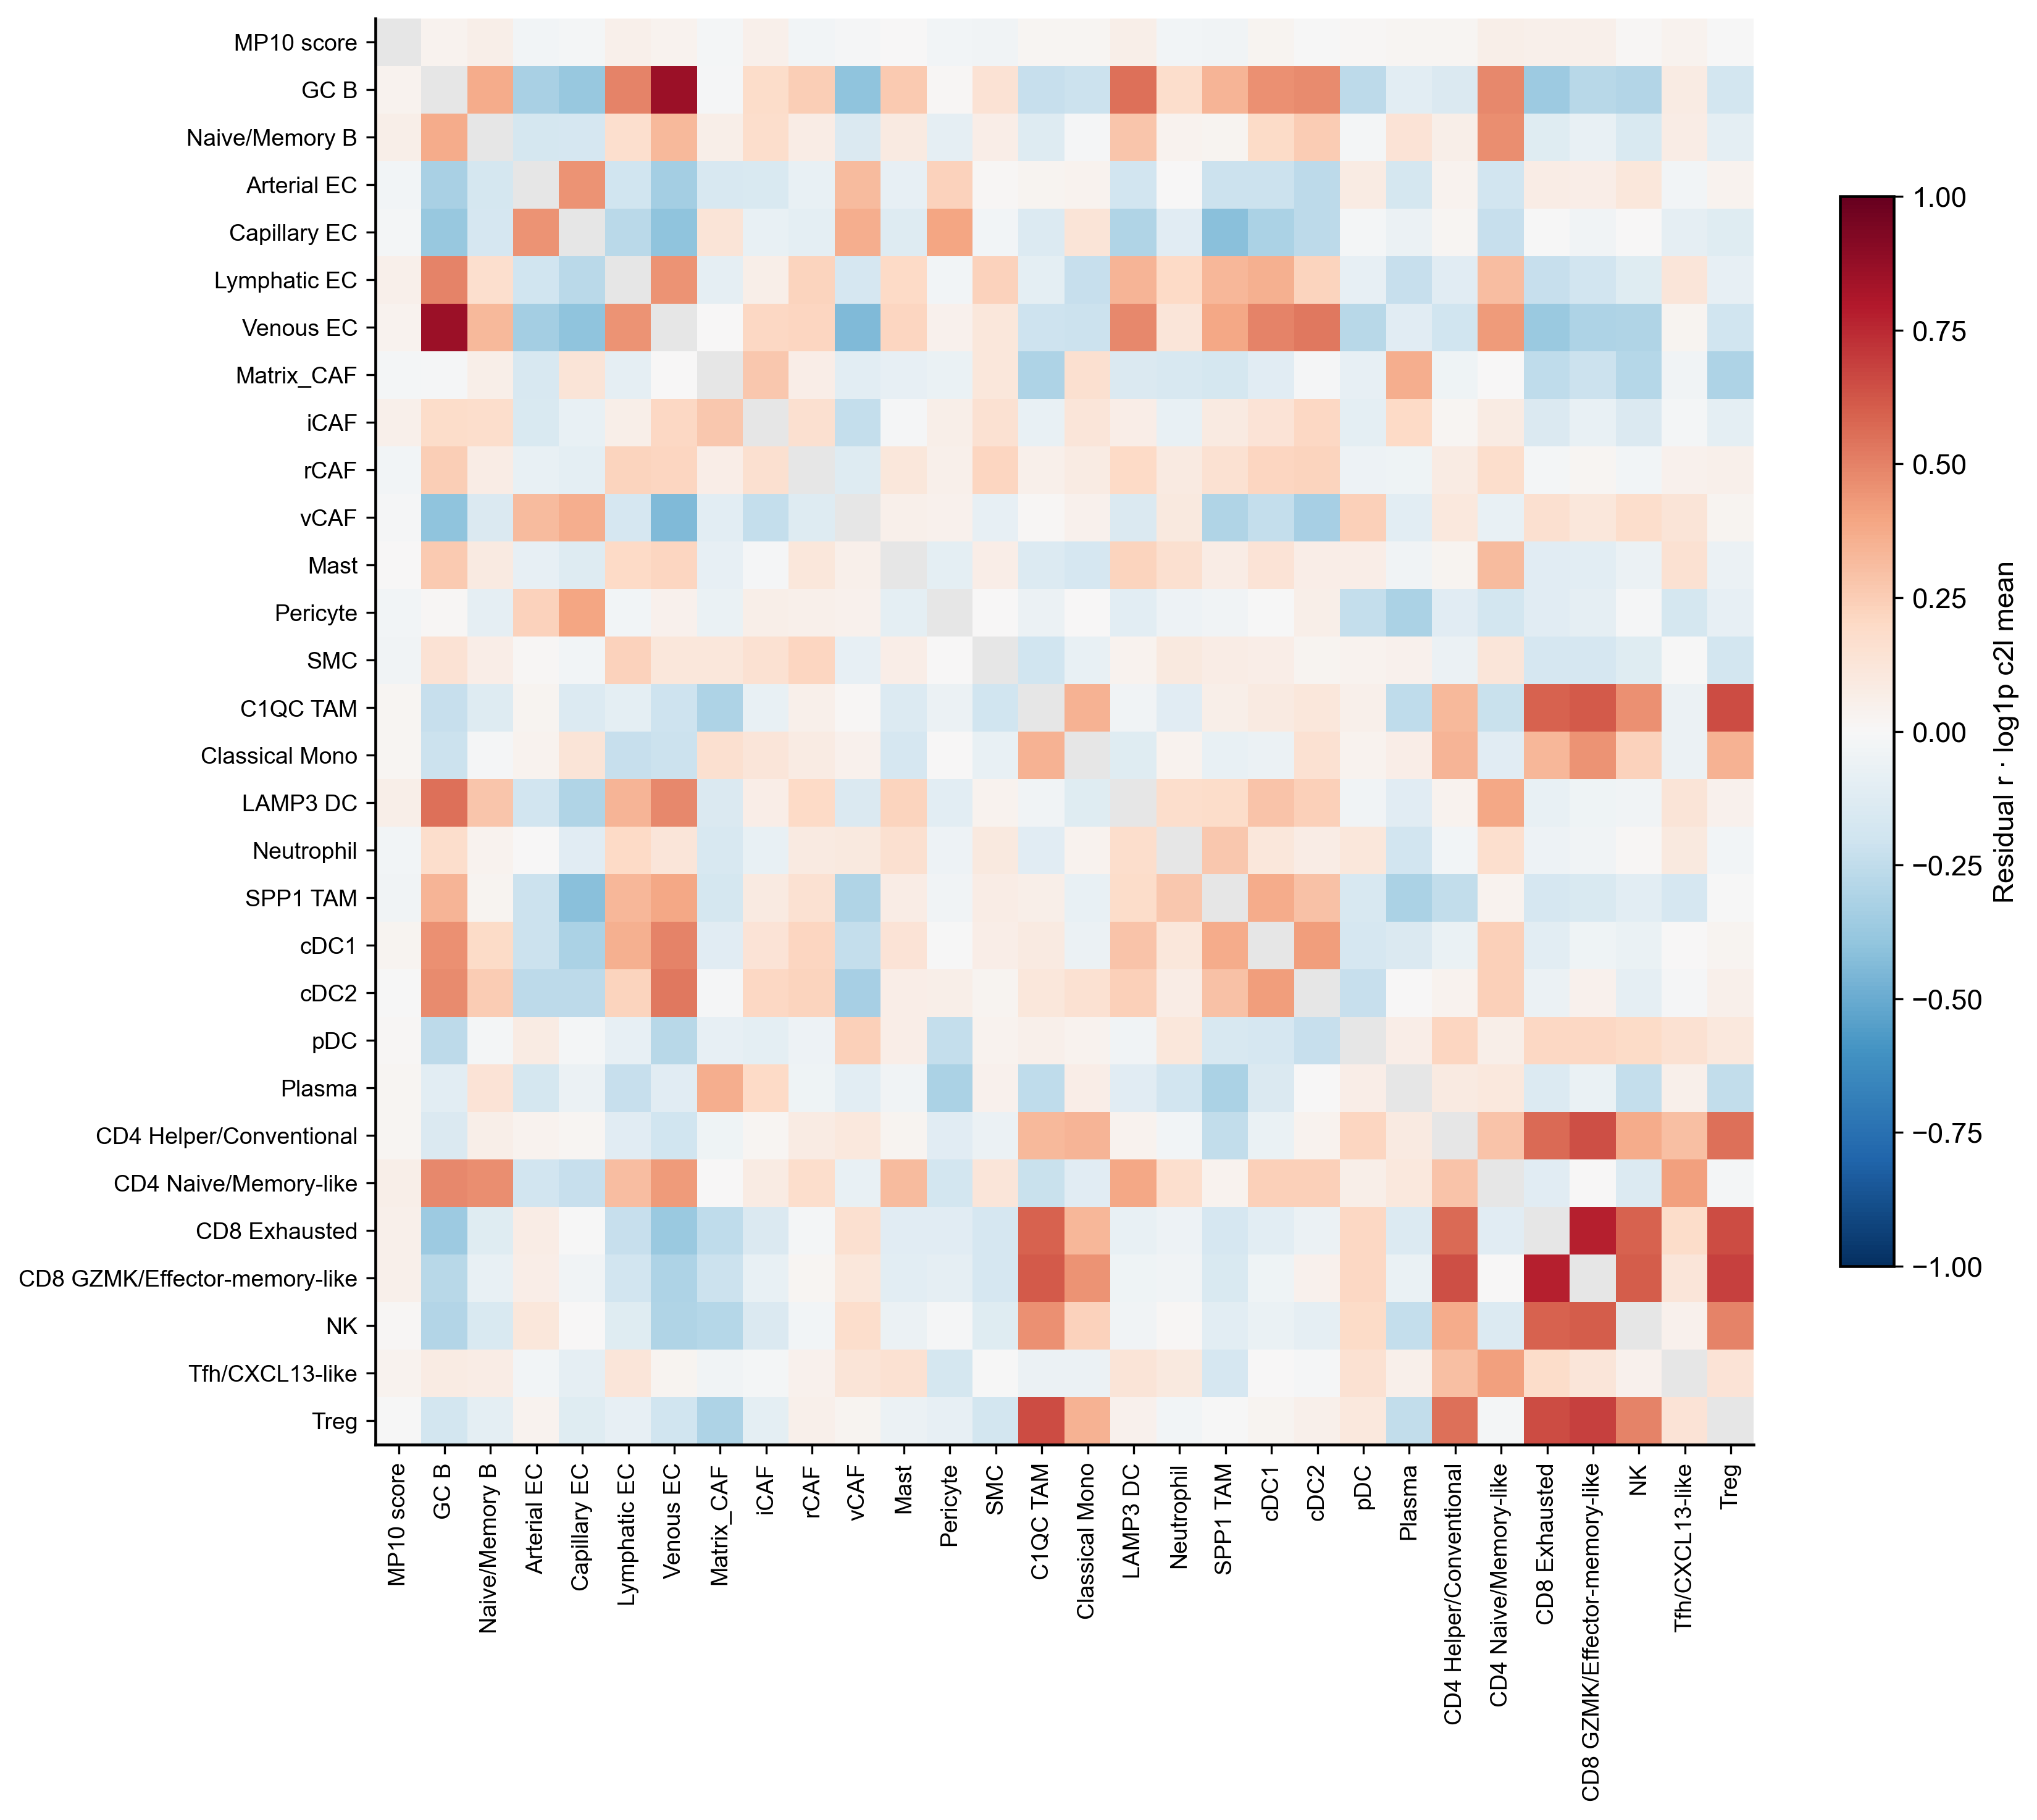 MP10 score
GC B
Naive/Memory B
Arterial EC
Capillary EC
Lymphatic EC
Venous EC
Matrix_CAF
iCAF
rCAF
vCAF
Mast
Pericyte
SMC
C1QC TAM
Classical Mono
LAMP3 DC
Neutrophil
SPP1 TAM
cDC1
cDC2
pDC
Plasma
CD4 Helper/Conventional
CD4 Naive/Memory-like
CD8 Exhausted
CD8 GZMK/Effector-memory-like
NK
Tfh/CXCL13-like
Treg
MP10 score
GC B
Naive/Memory B
Arterial EC
Capillary EC
Lymphatic EC
Venous EC
Matrix_CAF
iCAF
rCAF
vCAF
Mast
Pericyte
SMC
C1QC TAM
Classical Mono
LAMP3 DC
Neutrophil
SPP1 TAM
cDC1
cDC2
pDC
Plasma
CD4 Helper/Conventional
CD4 Naive/Memory-like
CD8 Exhausted
CD8 GZMK/Effector-memory-like
NK
Tfh/CXCL13-like
Treg
1.00
0.75
0.50
0.25
0.00
−0.25
−0.50
−0.75
−1.00
Residual r · log1p c2l mean